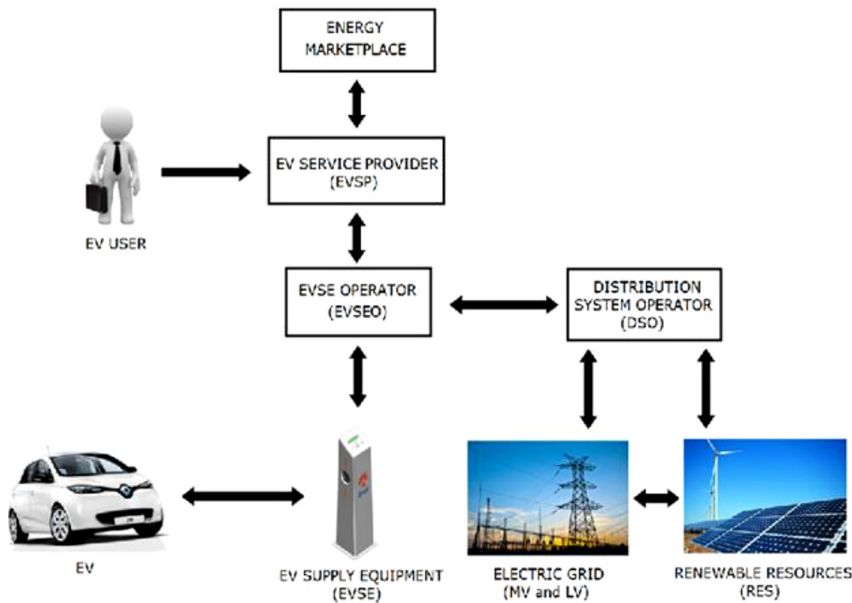 ENERGY
MARKETPLACE
EV SERVICE PROVIDER
(EVSP)
EV USER
EVSE OPERATOR
(EVSEO)
DISTRIBUTION
SYSTEM OPERATOR
(DSO)
EV
EV SUPPLY EQUIPMENT
(EVSE)
ELECTRIC GRID
(MV and LV)
RENEWABLE RESOURCES
(RES)